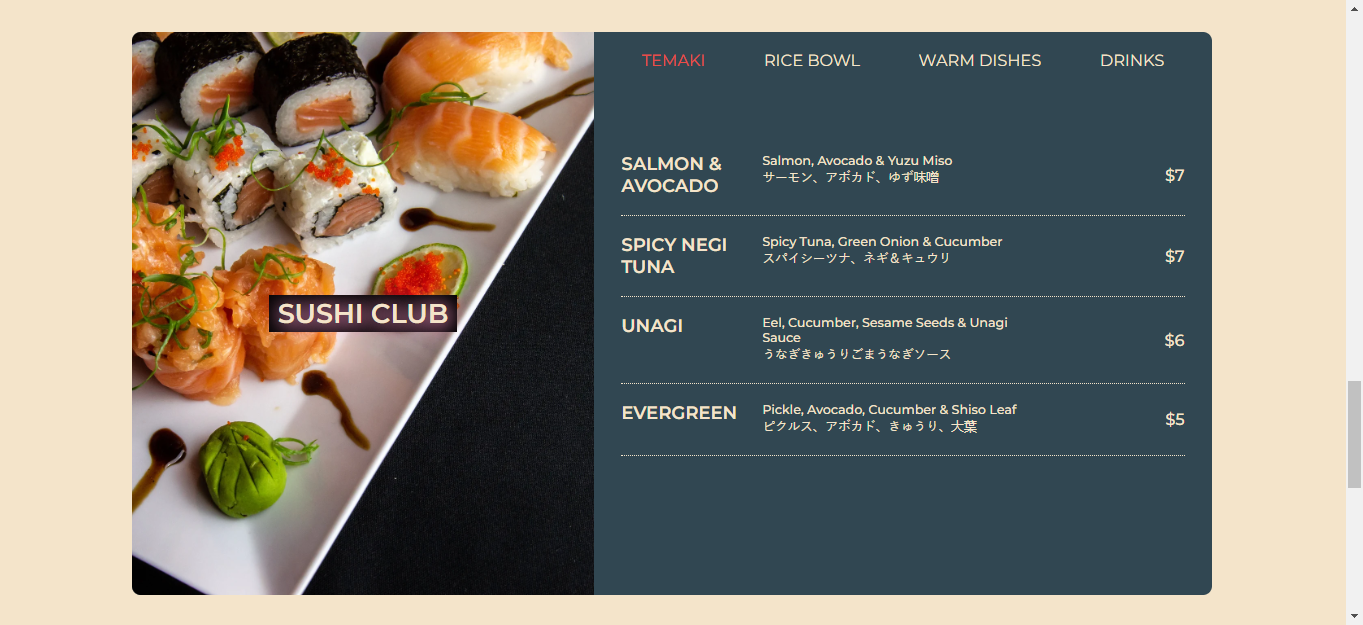 TEMAKI RICE BOWL WARM DISHES DRINKS
SUSHI CLUB
SALMON &
AVOCADO
Salmon, Avocado & Yuzu Miso
サーモン、アボカド、ゆず味噌
$7
SPICY NEGI
TUNA
Spicy Tuna, Green Onion & Cucumber
スパイシーツナ、ネギ＆キュウリ
$7
UNAGI
Eel, Cucumber, Sesame Seeds & Unagi
Sauce
うなぎきゅうりごまうなぎソース
$6
EVERGREEN
Pickle, Avocado, Cucumber & Shiso Leaf
ピクルス、アボカド、きゅうり、大葉
$5